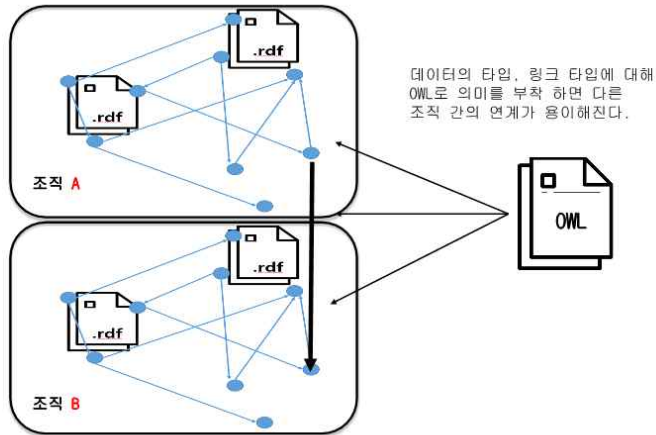 .rdf
.rdf
조직 A
데이터의 타입, 링크 타입에 대해
OWL로 의미를 부착 하면 다른
조직 간의 연계가 용이해진다.
OWL
.rdf
.rdf
조직 B